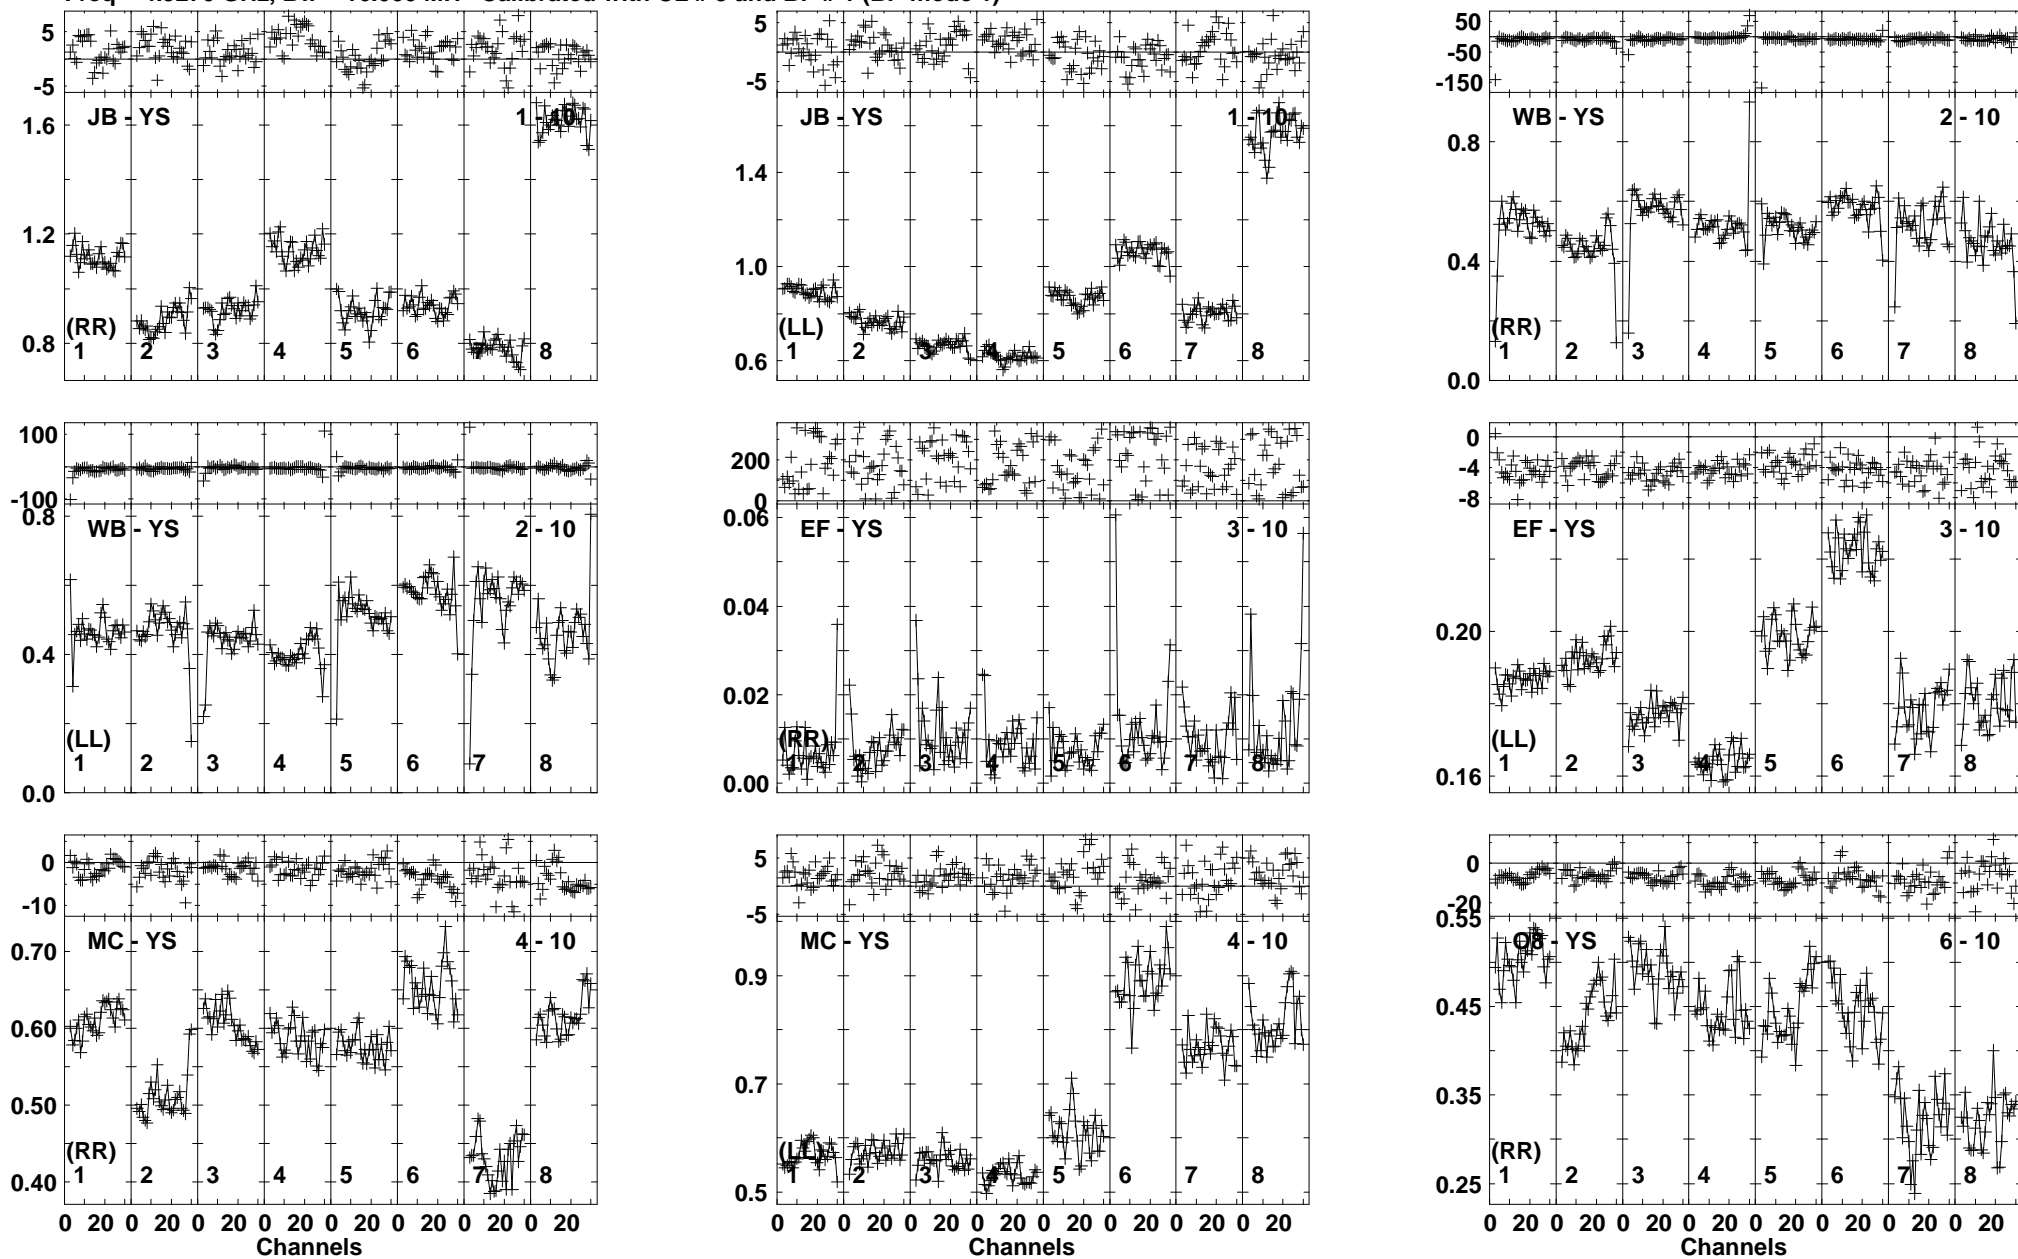 5 -5 JB - YS 1 - 10 1.6 1.2 0.8 (RR) 1 2 3 4 5 6 7 8
5 -5 JB - YS 1 - 10 1.4 1.0 0.6 (LL) 1 2 3 4 5 6 7 8
50 -50 -150 WB - YS 2 - 10 0.8 0.4 0.0 (RR) 1 2 3 4 5 6 7 8
100 -100 WB - YS 2 - 10 0.8 0.4 0.0 (LL) 1 2 3 4 5 6 7 8
200 0 EF - YS 3 - 10 0.06 0.04 0.02 0.00 (RR) 1 2 3 4 5 6 7 8
0 -4 -8 EF - YS 3 - 10 0.20 0.16 (LL) 1 2 3 4 5 6 7 8
0 -10 MC - YS 4 - 10 0.70 0.60 0.50 0.40 (RR) 1 2 3 4 5 6 7 8
5 -5 MC - YS 4 - 10 0.9 0.7 0.5 (LL) 1 2 3 4 5 6 7 8
0 -20 O8 - YS 6 - 10 0.55 0.45 0.35 0.25 (RR) 1 2 3 4 5 6 7 8
0 20 0 20 0 20 0 20 0 20 0 20 0 20 0 20
Channels
0 20 0 20 0 20 0 20 0 20 0 20 0 20 0 20
0 20 0 20 0 20 0 20 0 20 0 20 0 20 0 20
Channels